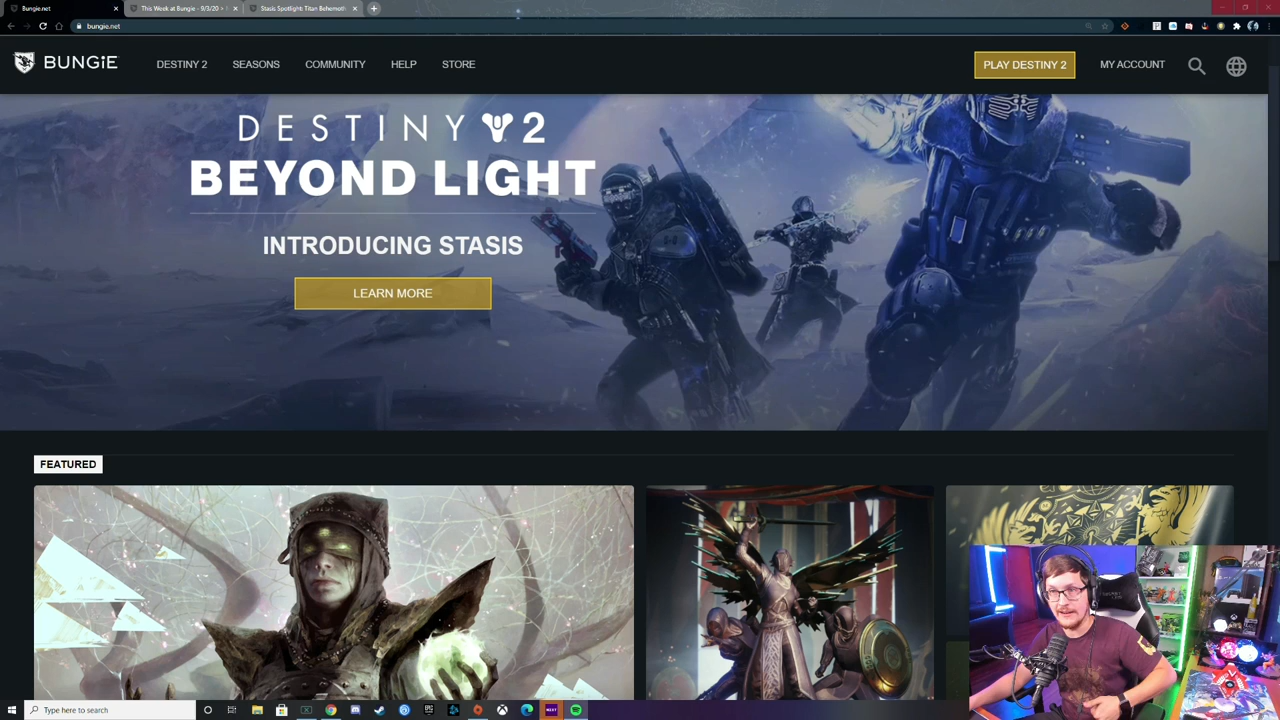 Bungie.net
This Week at Bungie - 9/3/20 >
Stasis Spotlight: Titan Behemoth
bungie.net
BUNGiE
DESTINY 2
SEASONS
COMMUNITY
HELP
STORE
PLAY DESTINY 2
MY ACCOUNT
DESTINY 2
BEYOND LIGHT
INTRODUCING STASIS
LEARN MORE
FEATURED
Type here to search
NEXT